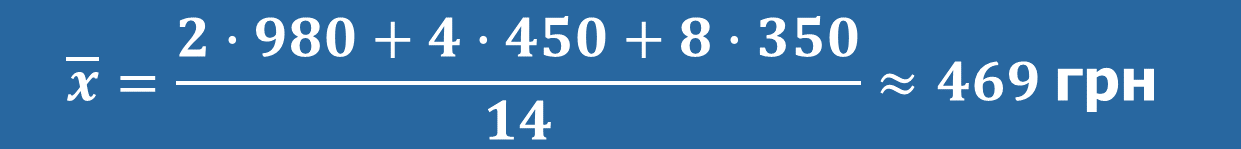 x̄ = (2 · 980 + 4 · 450 + 8 · 350) / 14 ≈ 469 грн